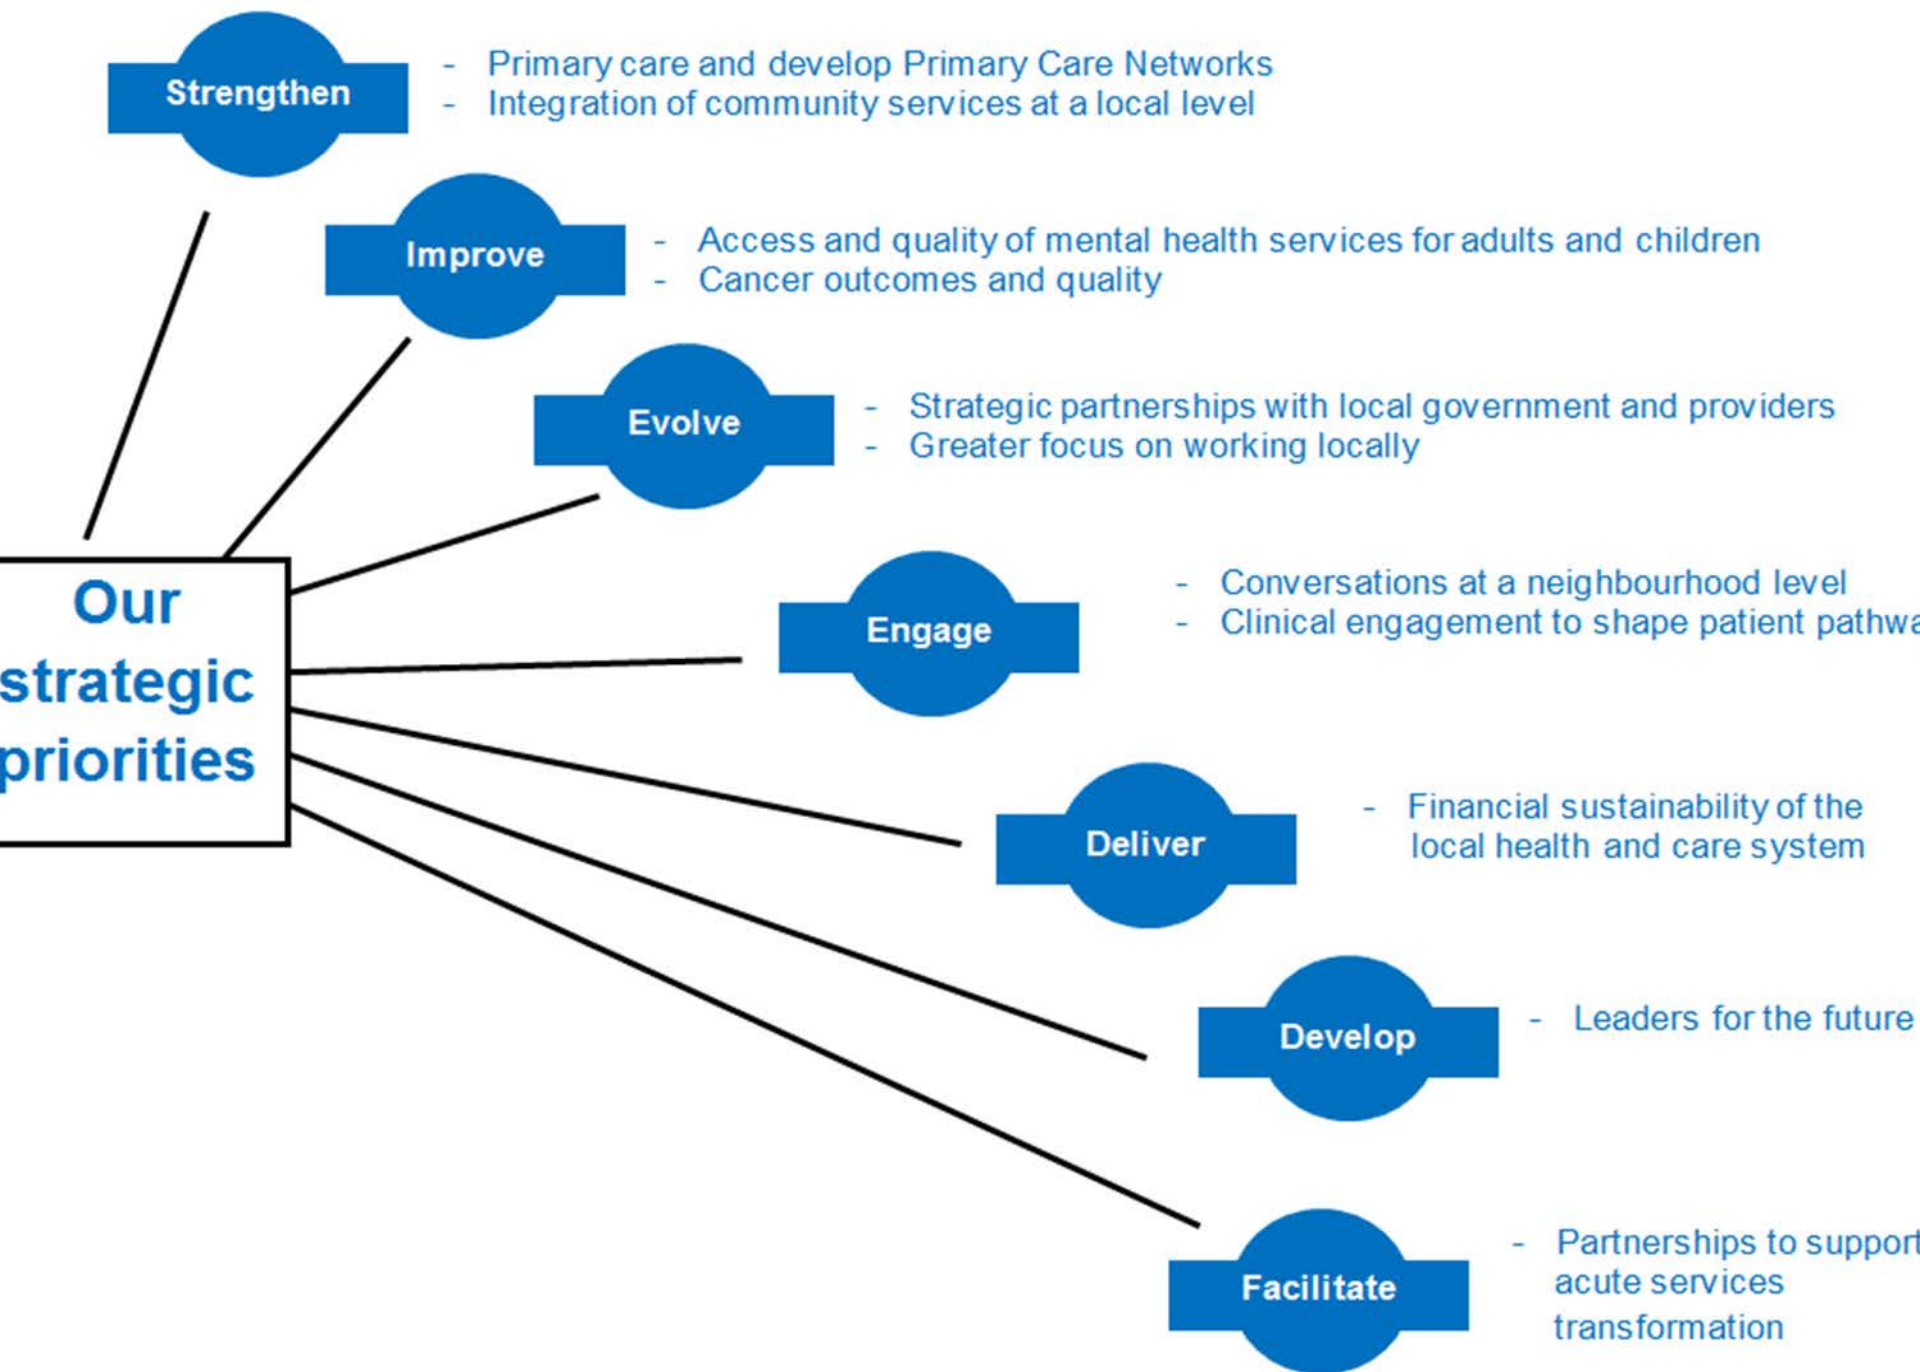 Strengthen
- Primary care and develop Primary Care Networks
- Integration of community services at a local level
Improve
- Access and quality of mental health services for adults and children
- Cancer outcomes and quality
Evolve
- Strategic partnerships with local government and providers
- Greater focus on working locally
Our
strategic
priorities
Engage
- Conversations at a neighbourhood level
- Clinical engagement to shape patient
Deliver
- Financial sustainability of the
local health and care system
Develop
- Leaders for the future
Facilitate
- Partnerships to support
acute services
transformation